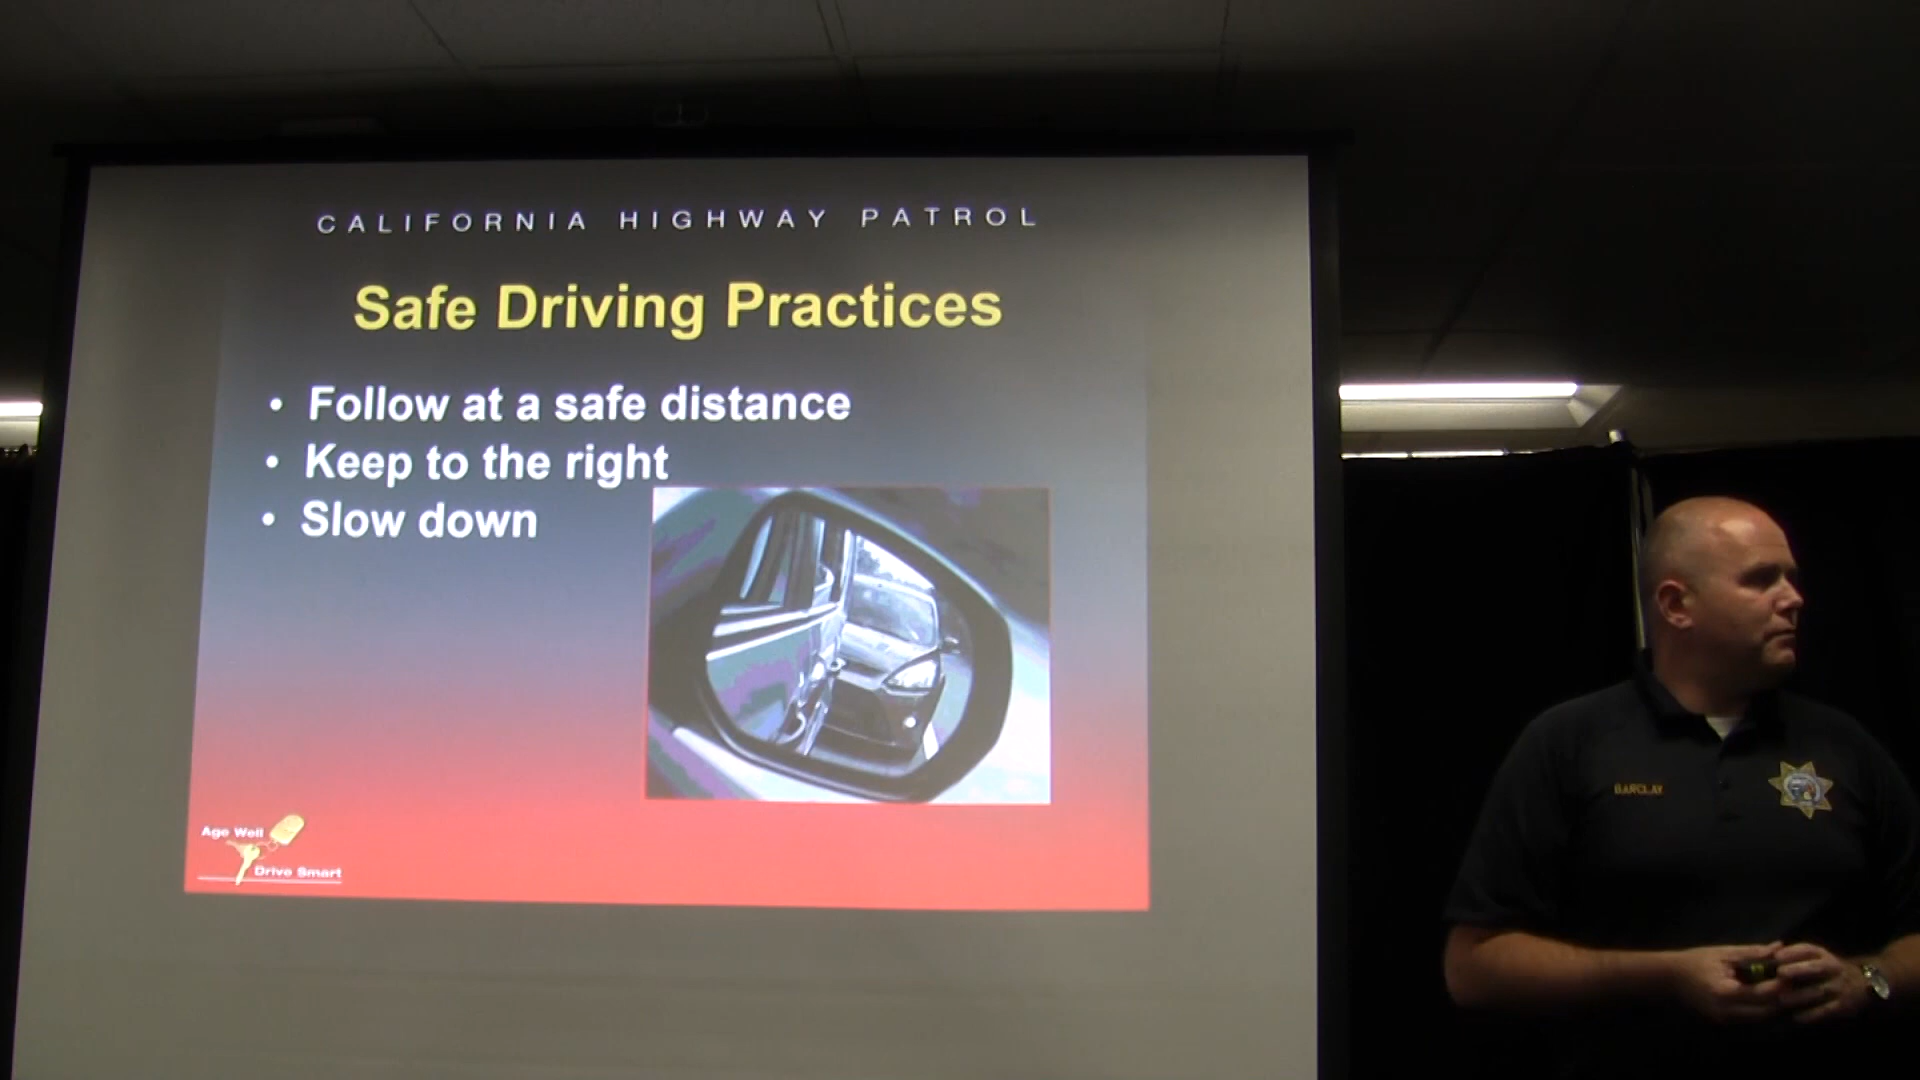 CALIFORNIA HIGHWAY PATROL
Safe Driving Practices
• Follow at a safe distance
• Keep to the right
• Slow down
Age Well
Drive Smart
BARCLAY